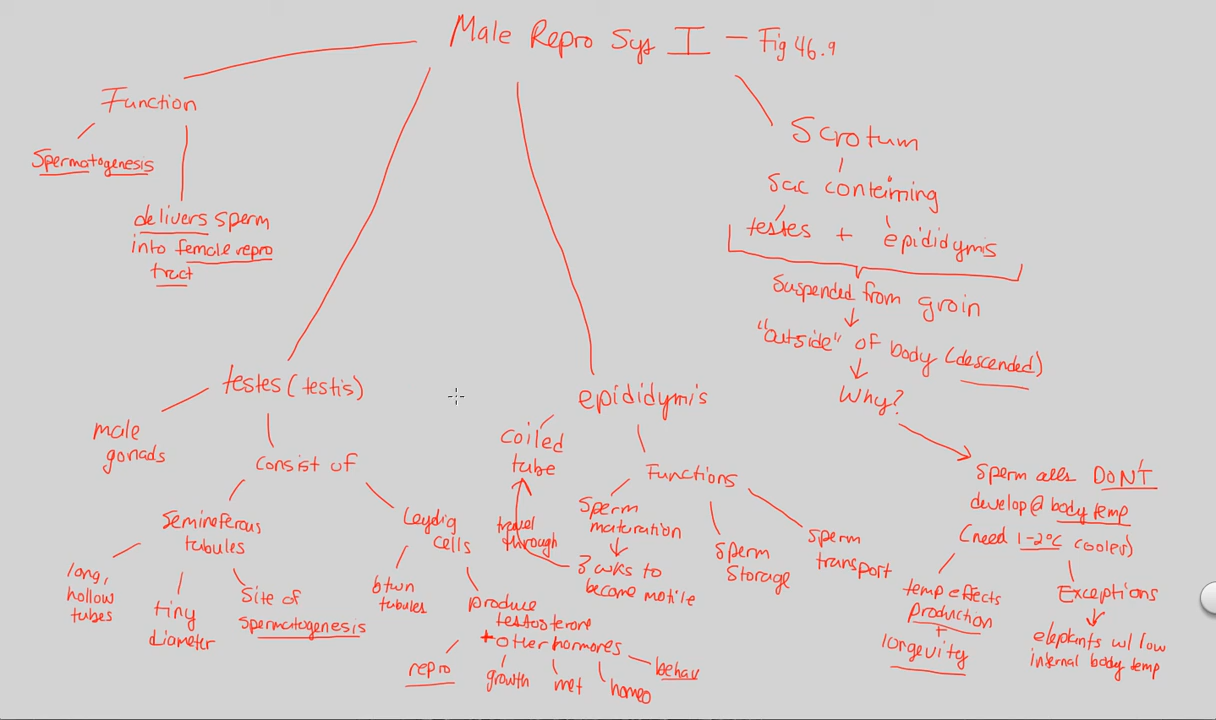 Male Repro Sys I — Fig 46.9
Function
Spermatogenesis
delivers sperm
into female repro
tract
testes (testis)
male
gonads
consist of
Seminiferous
tubules
long,
hollow
tubes
tiny
diameter
Site of
spermatogenesis
Leydig
cells
btwn
tubules
produce
testosterone
+ other hormones
repro
growth
met
homeo
behav
epididymis
coiled
tube
Functions
Sperm
maturation
travel
through
3 wks to
become motile
Sperm
Storage
Sperm
transport
Scrotum
Sac containing
testes + epididymis
Suspended from groin
"outside" of body (descended)
Why?
Sperm cells DON'T
develop @ body temp
(need 1-2°C cooler)
temp effects
production
+
longevity
Exceptions
elephants w/ low
internal body temp